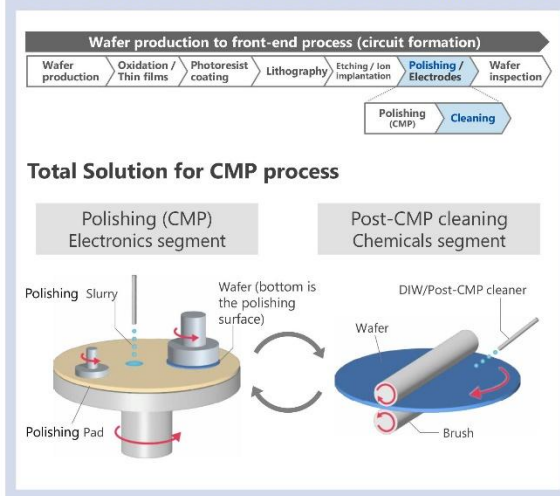 Wafer production to front-end process (circuit formation)
Wafer production
Oxidation / Thin films
Photoresist coating
Lithography
Etching / Ion implantation
Polishing / Electrodes
Wafer inspection
Polishing (CMP)
Cleaning
Total Solution for CMP process
Polishing (CMP)
Electronics segment
Post-CMP cleaning
Chemicals segment
Polishing Slurry
Wafer (bottom is
the polishing
surface)
Polishing Pad
DIW/Post-CMP cleaner
Wafer
Brush